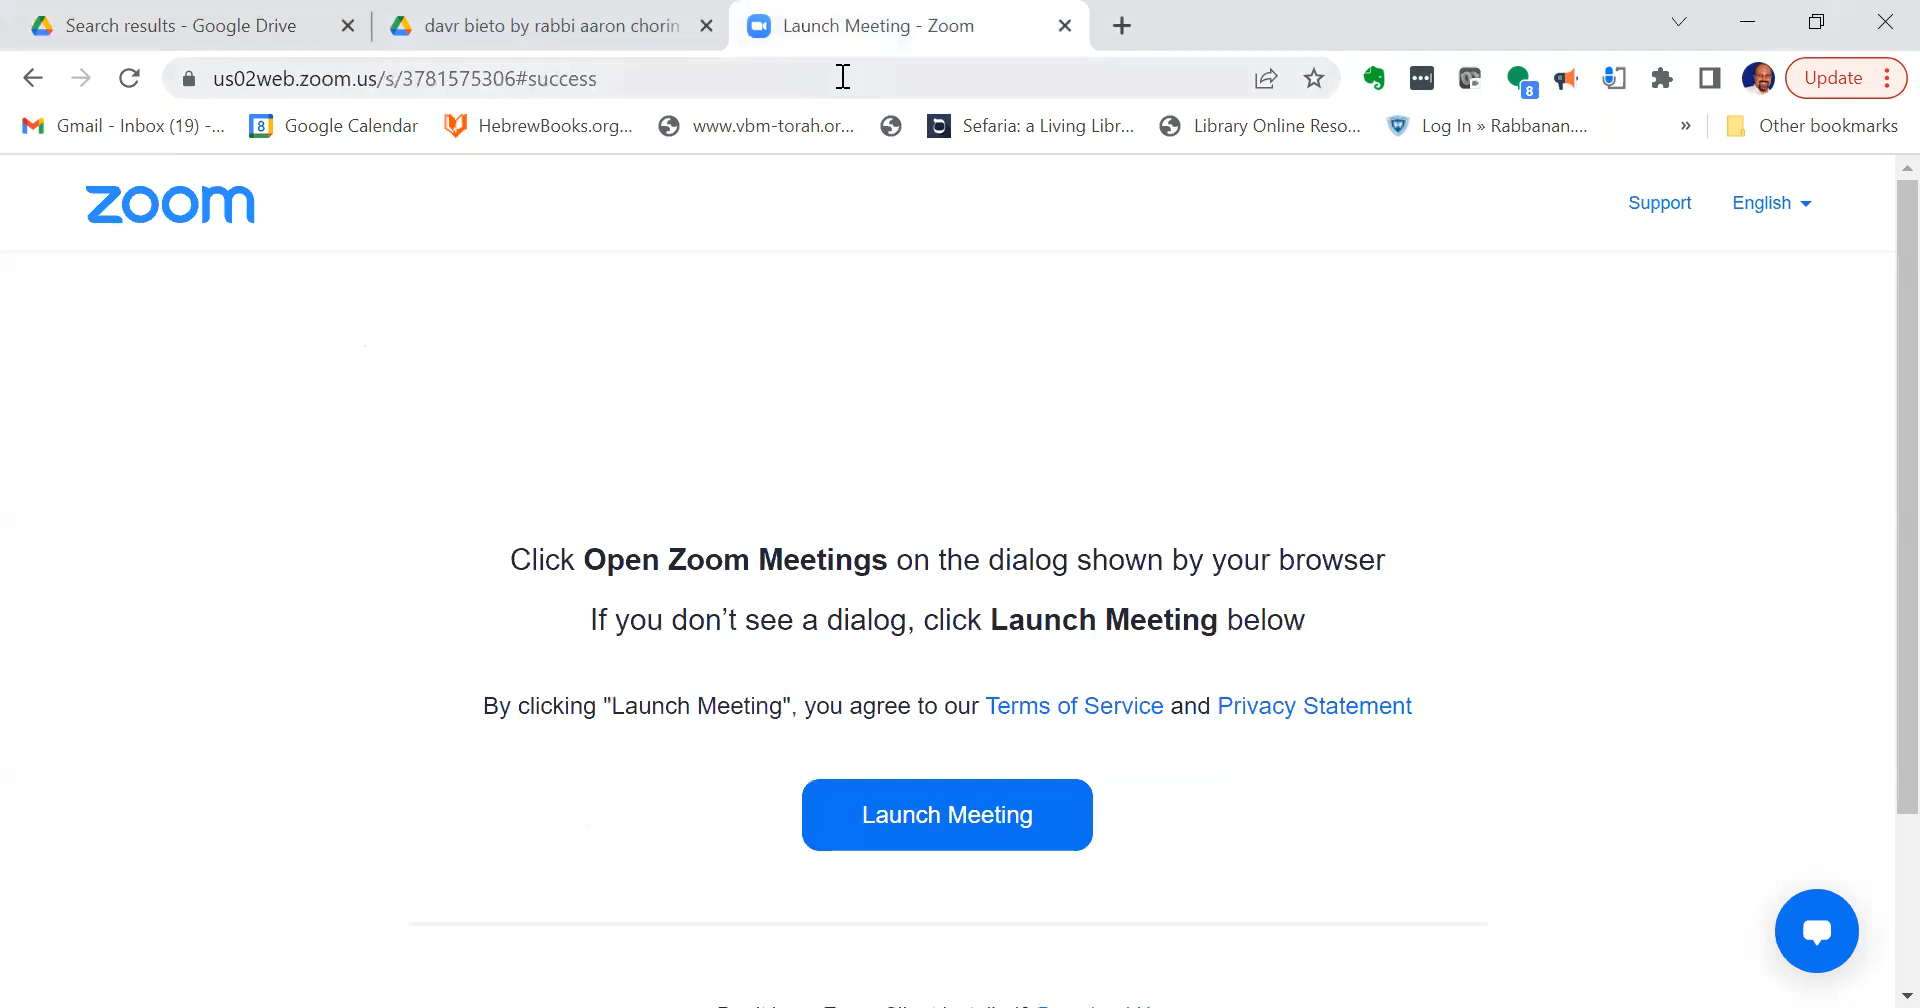 Search results - Google Drive
davr bieto by rabbi aaron chorin
Launch Meeting - Zoom
us02web.zoom.us/s/3781575306#success
8
Update
Gmail - Inbox (19) -...
8
Google Calendar
HebrewBooks.org...
www.vbm-torah.or...
Sefaria: a Living Libr...
Library Online Reso...
Log In » Rabbanan....
»
Other bookmarks
zoom
Support
English
Click Open Zoom Meetings on the dialog shown by your browser
If you don’t see a dialog, click Launch Meeting below
By clicking "Launch Meeting", you agree to our Terms of Service and Privacy Statement
Launch Meeting